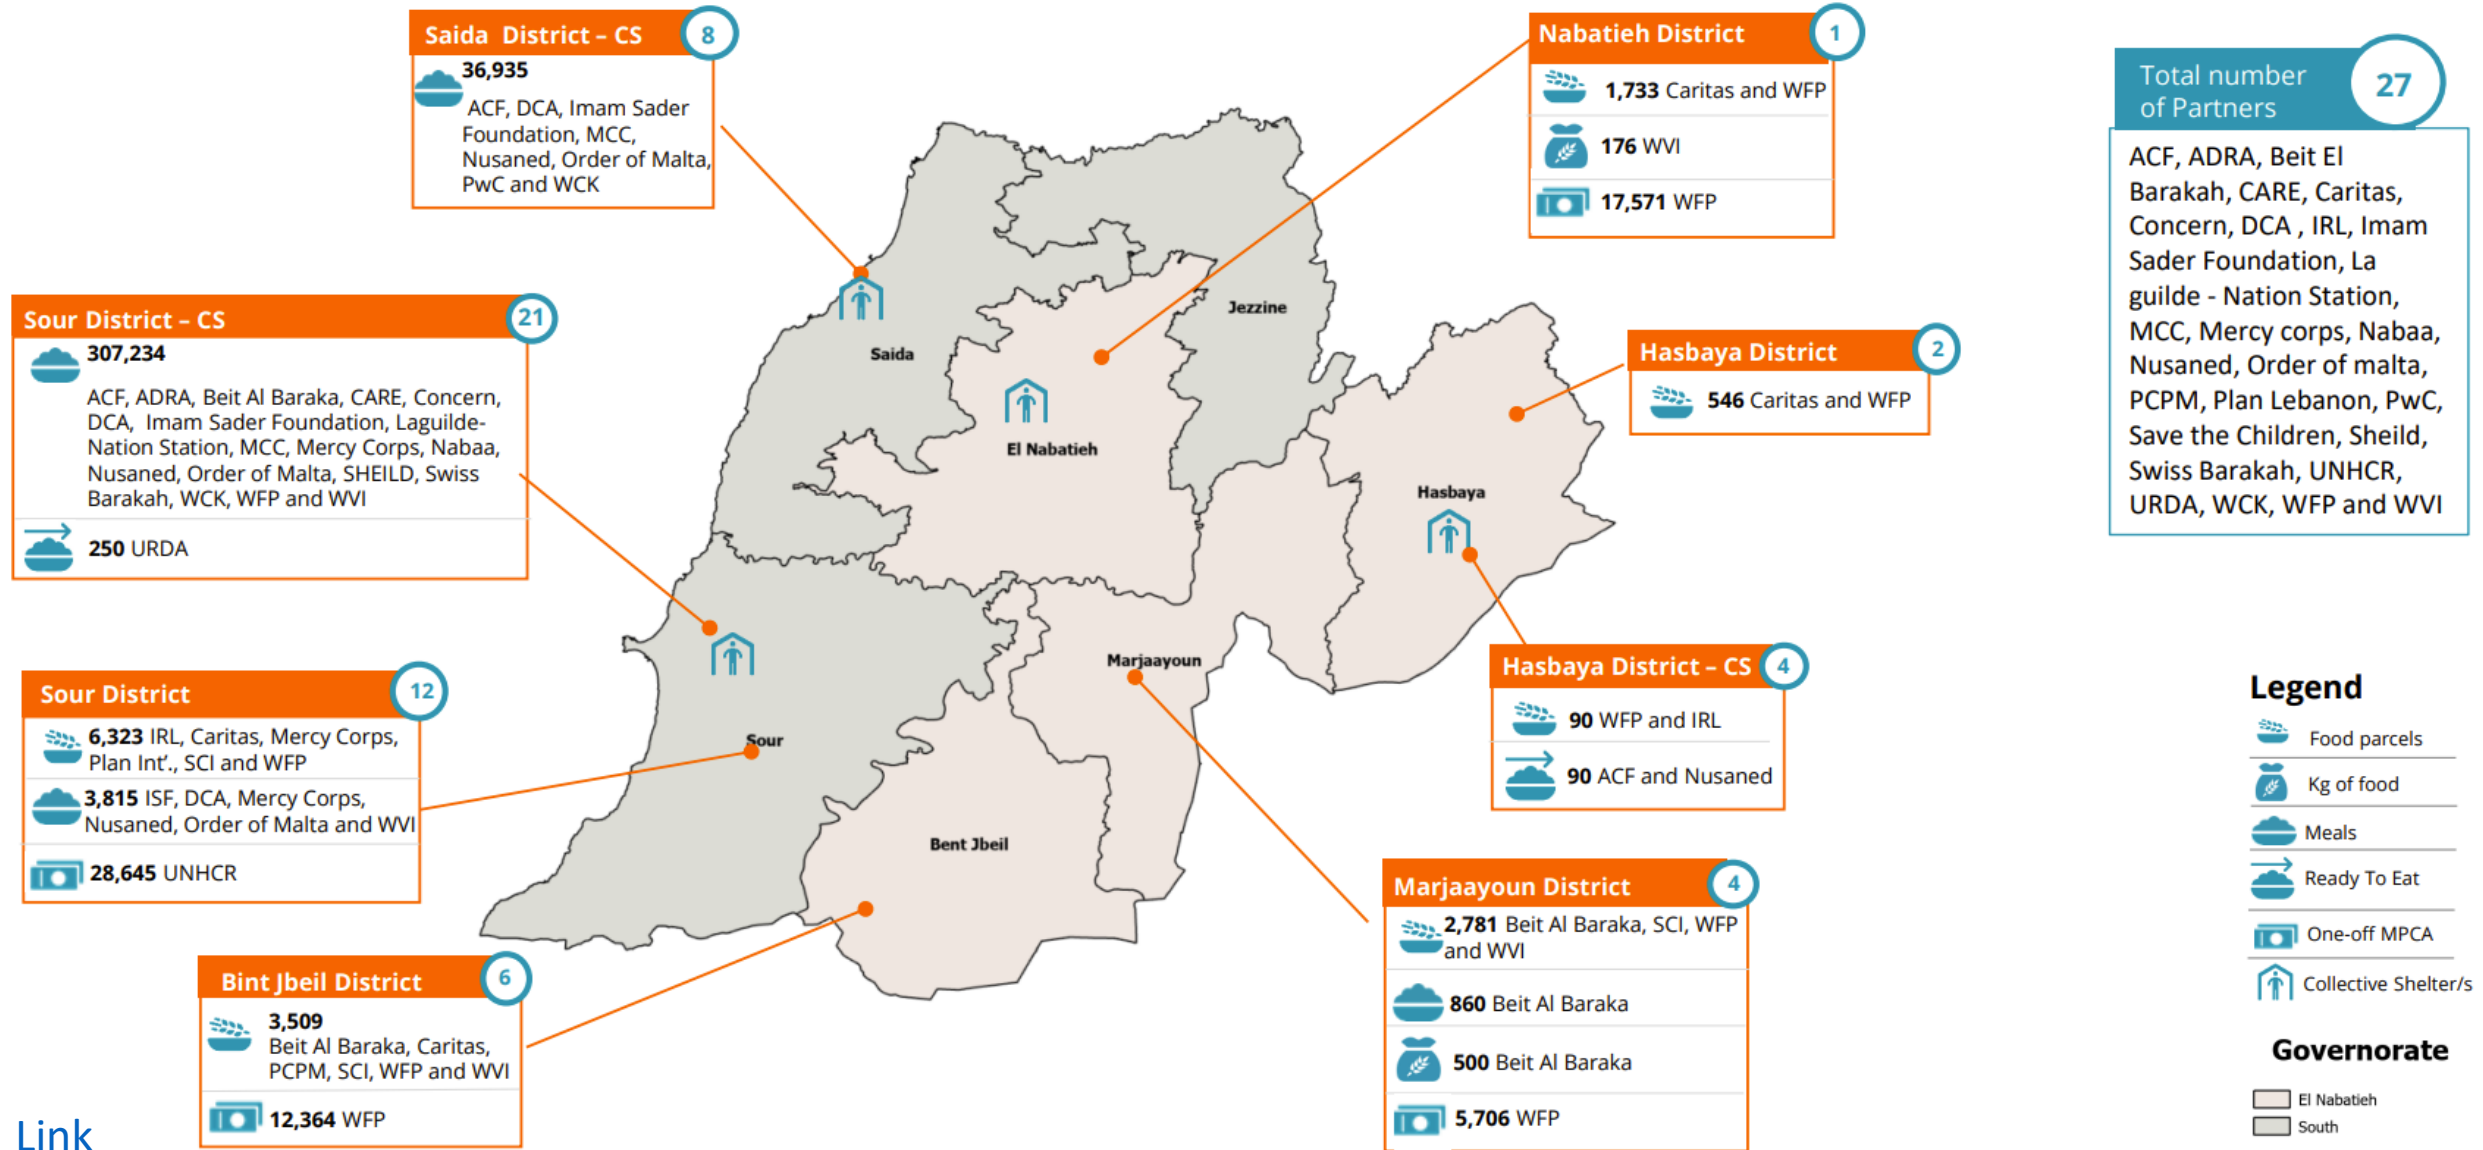 Saida District – CS 8
36,935
ACF, DCA, Imam Sader
Foundation, MCC,
Nusaned, Order of Malta,
PwC and WCK
Nabatieh District 1
1,733 Caritas and WFP
176 WVI
17,571 WFP
Total number
of Partners
27
ACF, ADRA, Beit El
Barakah, CARE, Caritas,
Concern, DCA , IRL, Imam
Sader Foundation, La
guilde - Nation Station,
MCC, Mercy corps, Nabaa,
Nusaned, Order of malta,
PCPM, Plan Lebanon, PwC,
Save the Children, Sheild,
Swiss Barakah, UNHCR,
URDA, WCK, WFP and WVI
Sour District – CS 21
307,234
ACF, ADRA, Beit Al Baraka, CARE, Concern,
DCA, Imam Sader Foundation, Laguilde-
Nation Station, MCC, Mercy Corps, Nabaa,
Nusaned, Order of Malta, SHEILD, Swiss
Barakah, WCK, WFP and WVI
250 URDA
Hasbaya District 2
546 Caritas and WFP
Jezzine
Saida
El Nabatieh
Hasbaya
Marjaayoun
Sour
Bent Jbeil
Sour District 12
6,323 IRL, Caritas, Mercy Corps,
Plan Int'., SCI and WFP
3,815 ISF, DCA, Mercy Corps,
Nusaned, Order of Malta and WVI
28,645 UNHCR
Hasbaya District – CS 4
90 WFP and IRL
90 ACF and Nusaned
Marjaayoun District 4
2,781 Beit Al Baraka, SCI, WFP
and WVI
860 Beit Al Baraka
500 Beit Al Baraka
5,706 WFP
Bint Jbeil District 6
3,509
Beit Al Baraka, Caritas,
PCPM, SCI, WFP and WVI
12,364 WFP
Legend
Food parcels
Kg of food
Meals
Ready To Eat
One-off MPCA
Collective Shelter/s
Governorate
El Nabatieh
South
Link